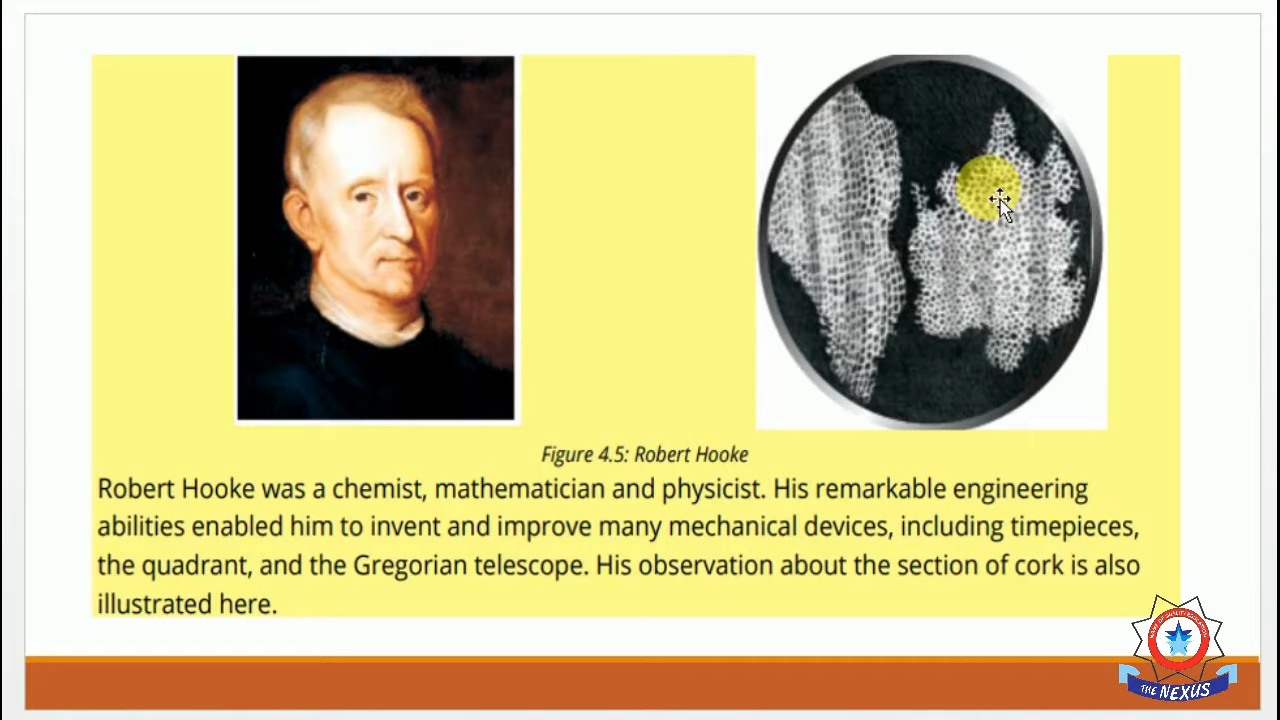 Figure 4.5: Robert Hooke
Robert Hooke was a chemist, mathematician and physicist. His remarkable engineering
abilities enabled him to invent and improve many mechanical devices, including timepieces,
the quadrant, and the Gregorian telescope. His observation about the section of cork is also
illustrated here.
THE NEXUS